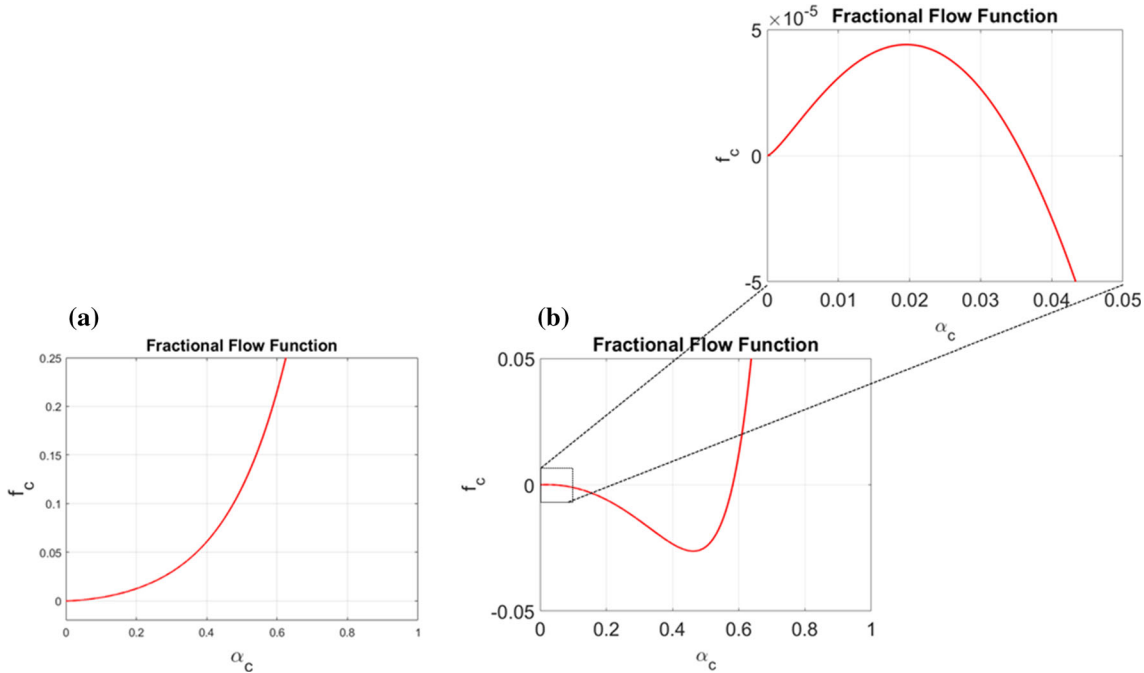 ×10⁻⁵
Fractional Flow Function
5
0
-5
f_c
0 0.01 0.02 0.03 0.04 0.05
α_c
(a)
Fractional Flow Function
0.25
0.2
0.15
0.1
0.05
0
f_c
0 0.2 0.4 0.6 0.8 1
α_c
(b)
Fractional Flow Function
0.05
0
-0.05
f_c
0 0.2 0.4 0.6 0.8 1
α_c